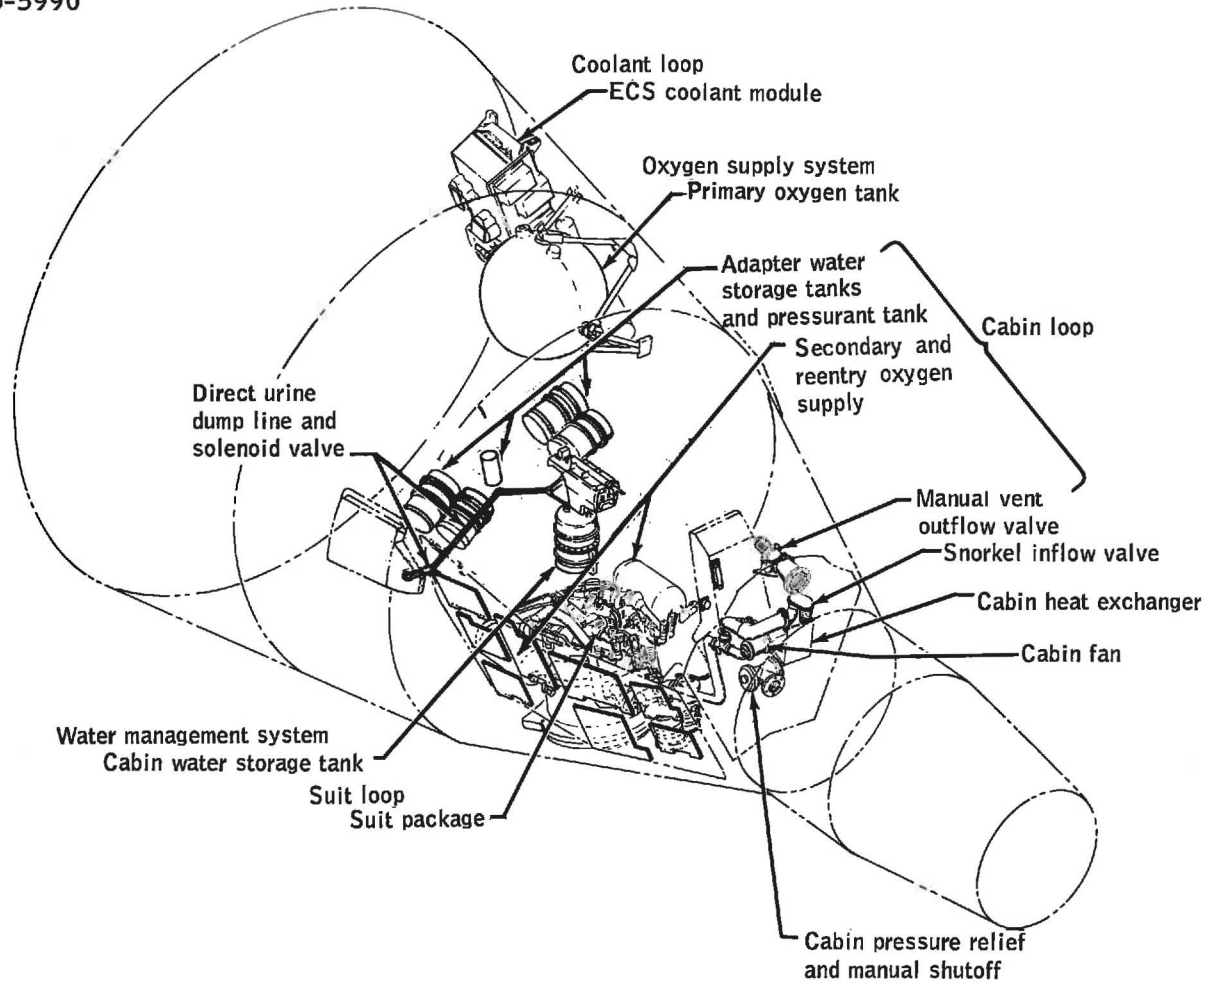 Coolant loop
ECS coolant module
Oxygen supply system
Primary oxygen tank
Adapter water
storage tanks
and pressurant tank
Cabin loop
Secondary and
reentry oxygen
supply
Direct urine
dump line and
solenoid valve
Manual vent
outflow valve
Snorkel inflow valve
Cabin heat exchanger
Cabin fan
Water management system
Cabin water storage tank
Suit loop
Suit package
Cabin pressure relief
and manual shutoff